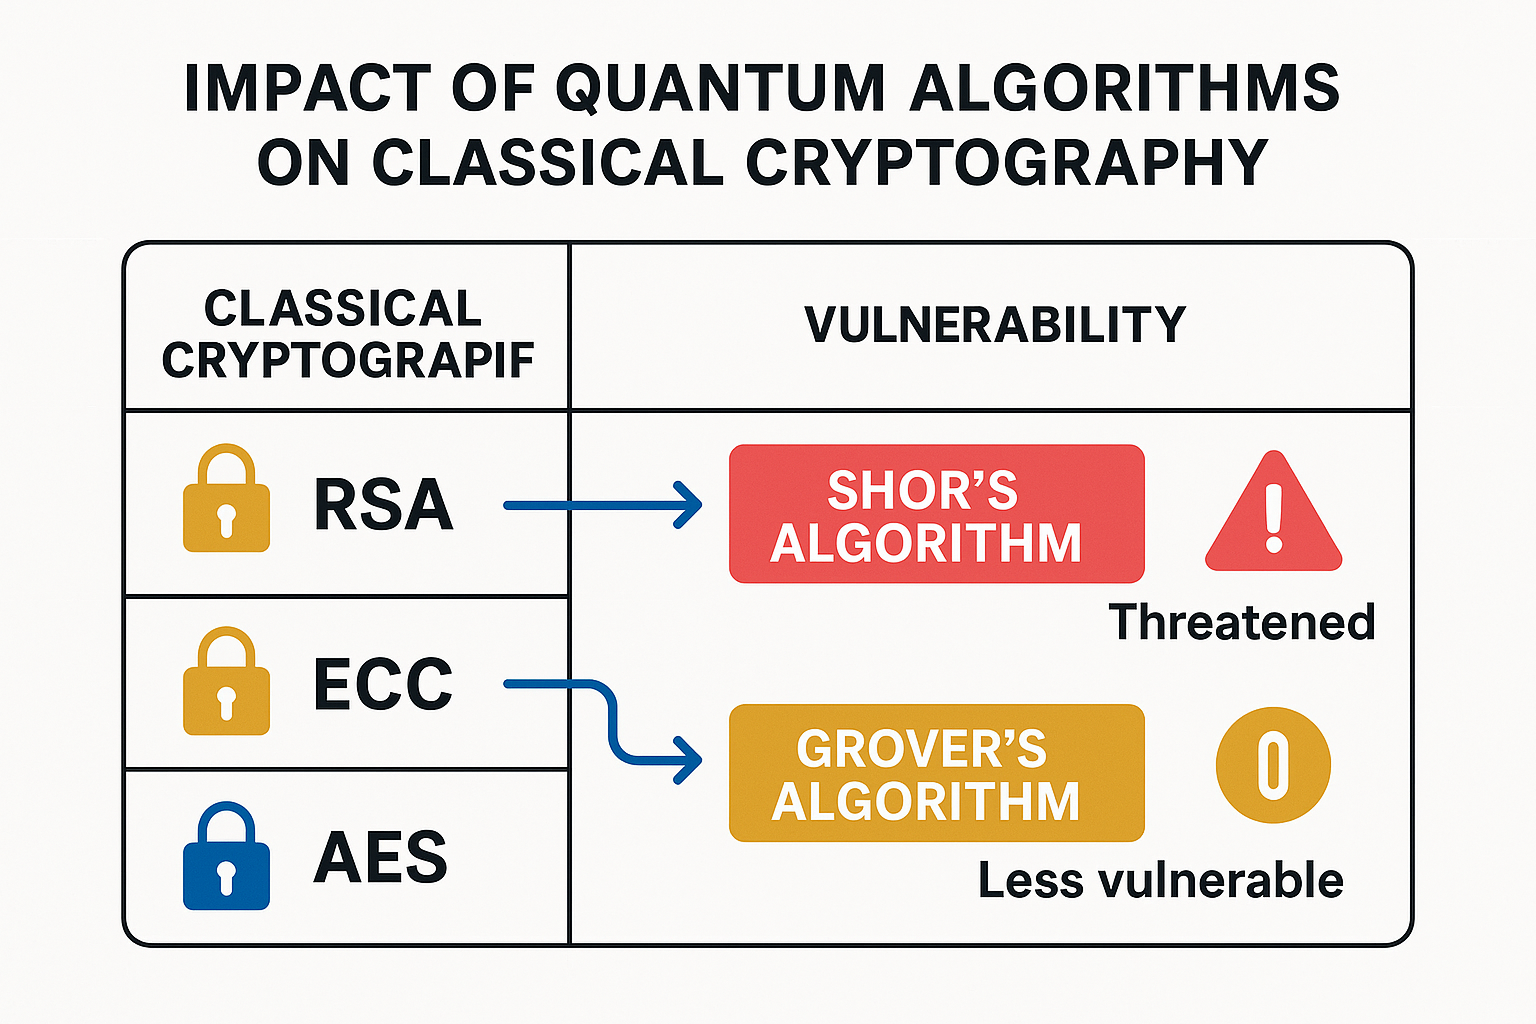 IMPACT OF QUANTUM ALGORITHMS
ON CLASSICAL CRYPTOGRAPHY
CLASSICAL
CRYPTOGRAPIF
VULNERABILITY
RSA
SHOR'S
ALGORITHM
Threatened
ECC
GROVER'S
ALGORITHM
Less vulnerable
AES